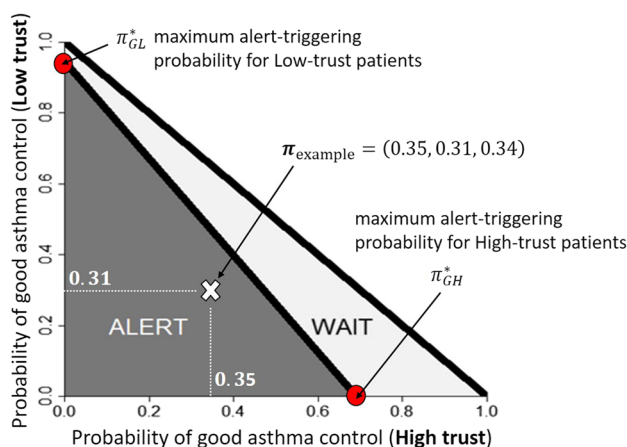 π*GL maximum alert-triggering
probability for Low-trust patients
Probability of good asthma control (Low trust)
1.0
0.8
0.6
0.4
0.2
0.0
πexample = (0.35, 0.31, 0.34)
maximum alert-triggering
probability for High-trust patients
π*GH
0.31
ALERT
WAIT
0.35
0.0 0.2 0.4 0.6 0.8 1.0
Probability of good asthma control (High trust)